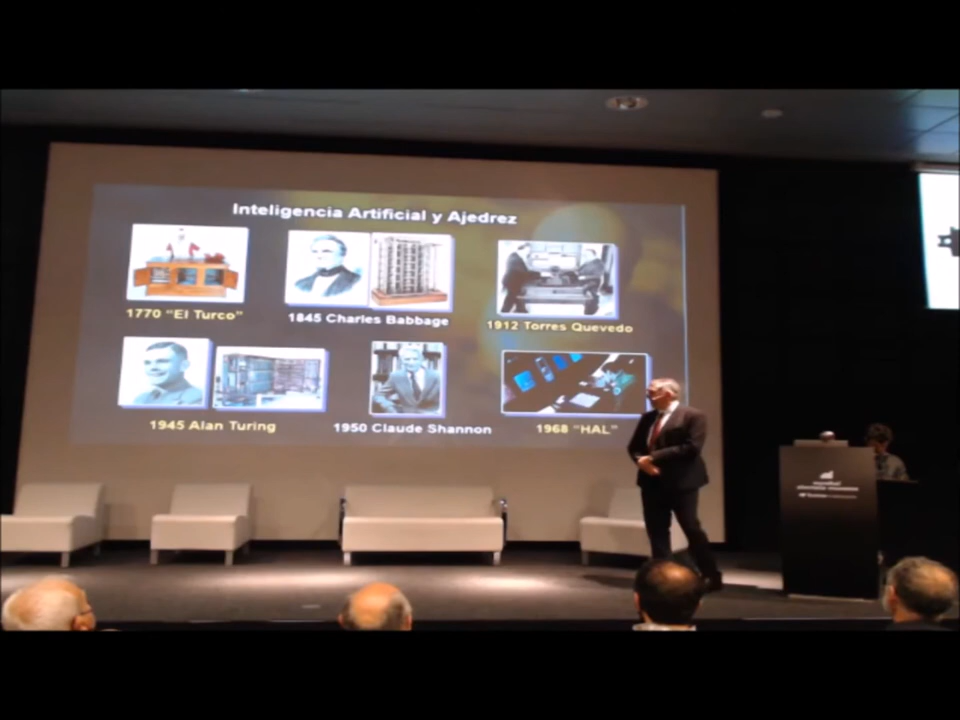 Inteligencia Artificial y Ajedrez
1770 "El Turco"
1845 Charles Babbage
1912 Torres Quevedo
1945 Alan Turing
1950 Claude Shannon
1968 "HAL"